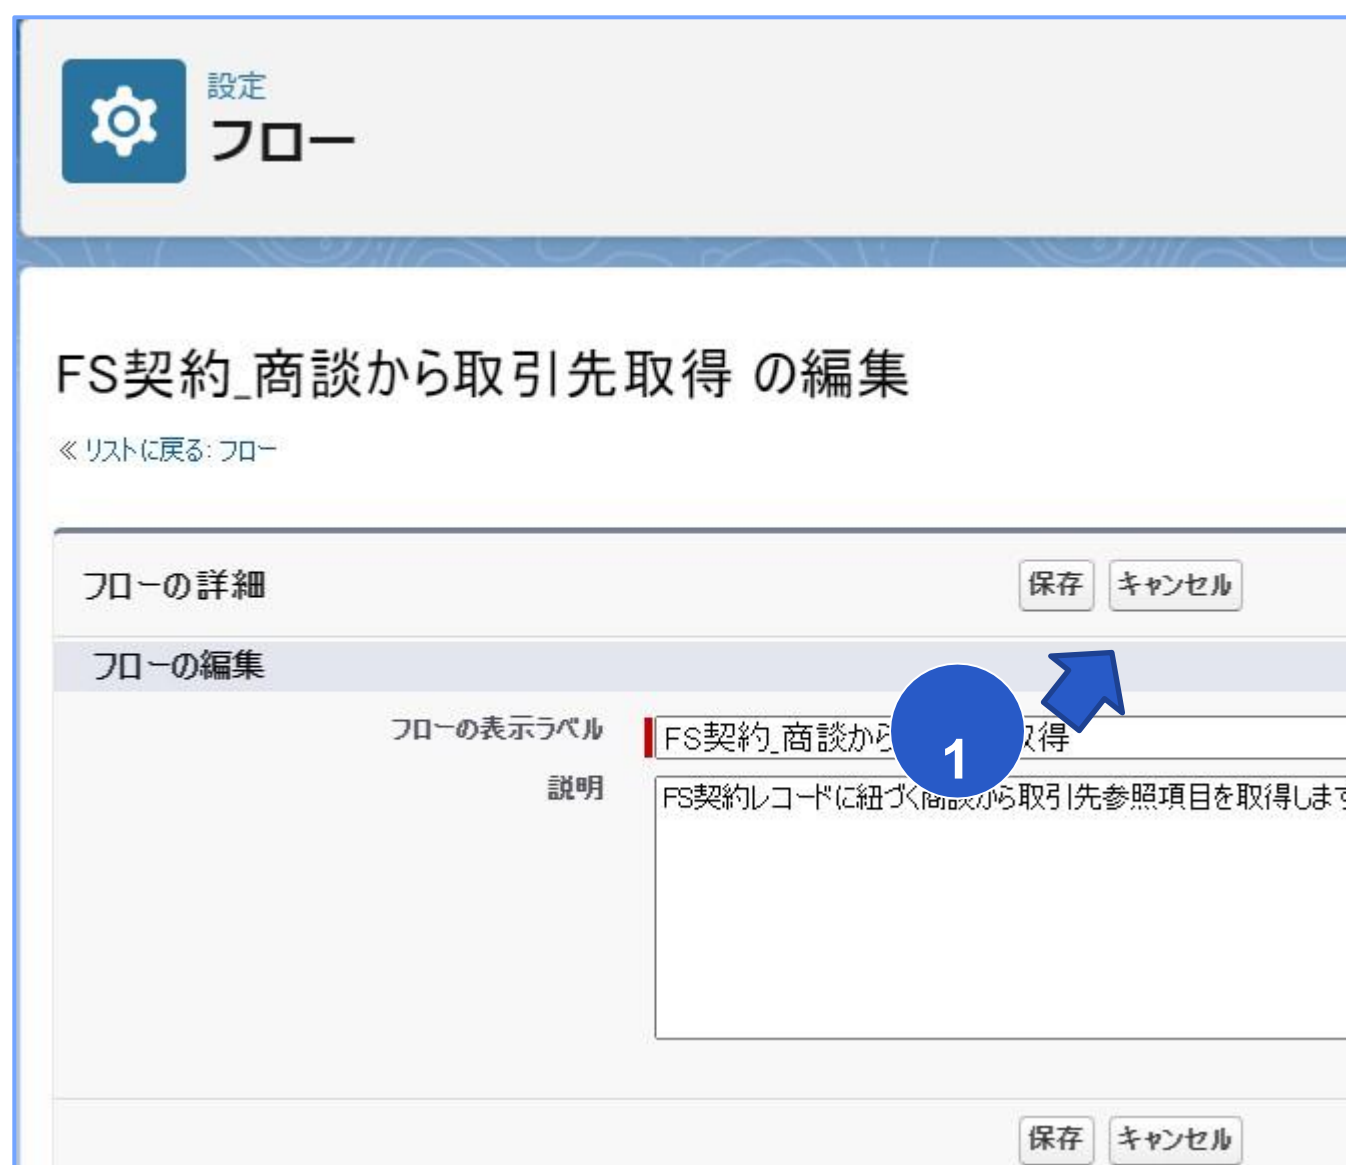 設定
フロー
FS契約_商談から取引先取得 の編集
≪ リストに戻る: フロー
フローの詳細
保存 キャンセル
フローの編集
フローの表示ラベル FS契約_商談から 取得
1
説明 FS契約レコードに紐づく商談から取引先参照項目を取得します
保存 キャンセル